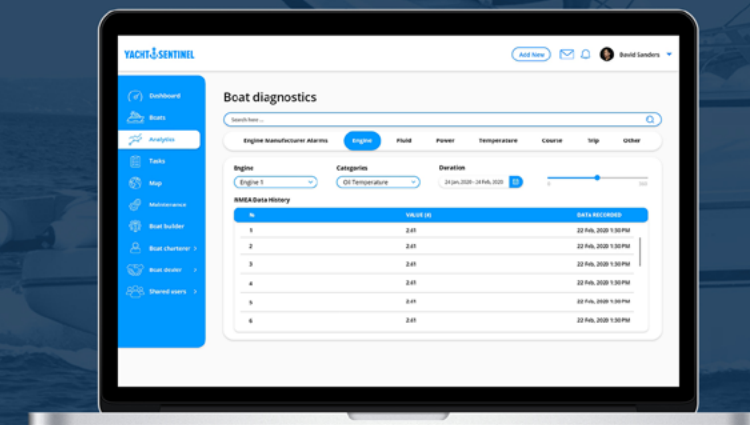 YACHT SENTINEL
Add New
David Sanders
Dashboard
Boats
Analytics
Tasks
Map
Maintenance
Boat builder
Boat charterer >
Boat dealer >
Shared users >
Boat diagnostics
Search here ...
Engine Manufacturer Alarms Engine Fluid Power Temperature Course Trip Other
Engine Categories Duration
Engine 1 Oil Temperature 24 Jan, 2020 - 24 Feb, 2020
0 360
NMEA Data History
№ VALUE (A) DATA RECORDED
1 2.61 22 Feb, 2020 1:30 PM
2 2.61 22 Feb, 2020 1:30 PM
3 2.61 22 Feb, 2020 1:30 PM
4 2.61 22 Feb, 2020 1:30 PM
5 2.61 22 Feb, 2020 1:30 PM
6 2.61 22 Feb, 2020 1:30 PM